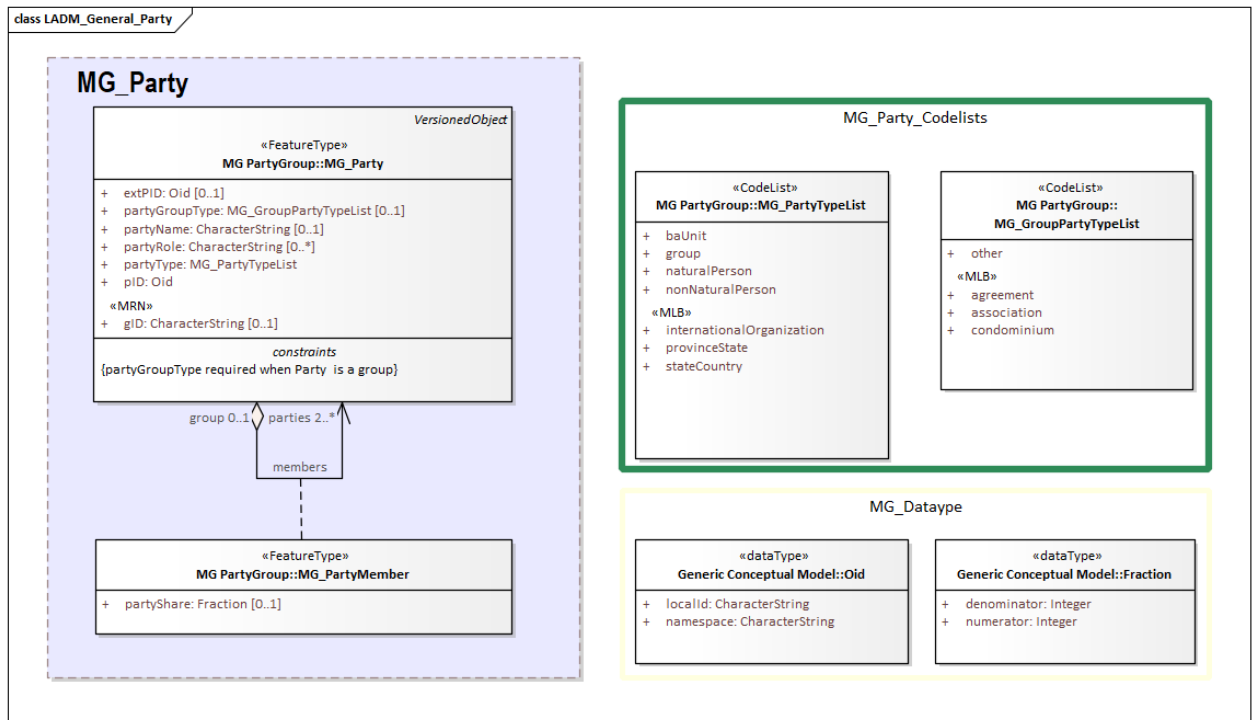 class LADM_General_Party
MG_Party
VersionedObject
«FeatureType»
MG PartyGroup::MG_Party
+ extPID: Oid [0..1]
+ partyGroupType: MG_GroupPartyTypeList [0..1]
+ partyName: CharacterString [0..1]
+ partyRole: CharacterString [0..*]
+ partyType: MG_PartyTypeList
+ pID: Oid
«MRN»
+ gID: CharacterString [0..1]
constraints
{partyGroupType required when Party is a group}
group 0..1 parties 2..*
members
«FeatureType»
MG PartyGroup::MG_PartyMember
+ partyShare: Fraction [0..1]
MG_Party_Codelists
«CodeList»
MG PartyGroup::MG_PartyTypeList
+ baUnit
+ group
+ naturalPerson
+ nonNaturalPerson
«MLB»
+ internationalOrganization
+ provinceState
+ stateCountry
«CodeList»
MG PartyGroup::
MG_GroupPartyTypeList
+ other
«MLB»
+ agreement
+ association
+ condominium
MG_Dataype
«dataType»
Generic Conceptual Model::Oid
+ localId: CharacterString
+ namespace: CharacterString
«dataType»
Generic Conceptual Model::Fraction
+ denominator: Integer
+ numerator: Integer